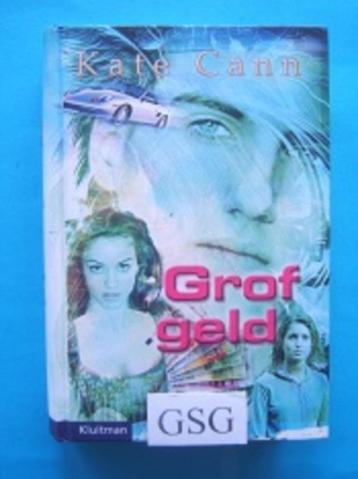 Kate Cann
Grof
geld
GSG
Kluitman